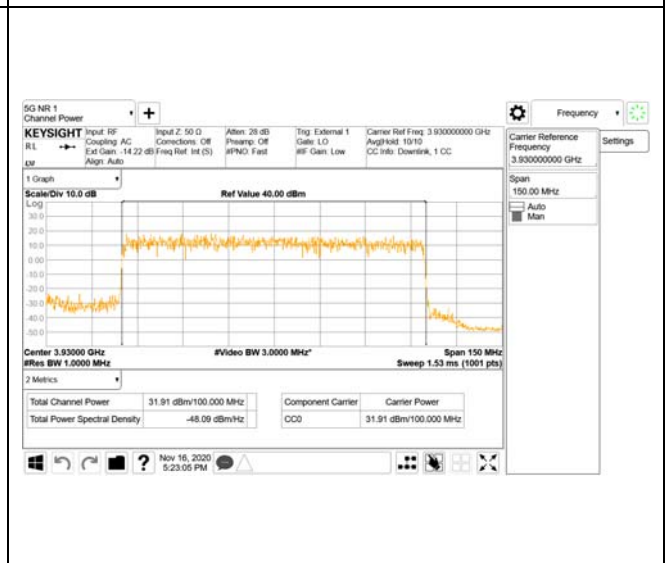 5G NR 1
Channel Power
Frequency
KEYSIGHT
Input: RF
Input Z: 50 Ω
Atten: 28 dB
Trig: External 1
Carrier Ref Freq: 3.930000000 GHz
RL
Coupling: AC
Corrections: Off
Preamp: Off
Gate: LO
Avg|Hold: 10/10
Ext Gain: -14.22 dB
Freq Ref: Int (S)
#PNO: Fast
#IF Gain: Low
CC Info: Downlink, 1 CC
Align: Auto
Carrier Reference
Frequency
3.930000000 GHz
Settings
Span
150.00 MHz
Auto
Man
1 Graph
Scale/Div 10.0 dB
Ref Value 40.00 dBm
Log
30.0
20.0
10.0
0.00
-10.0
-20.0
-30.0
-40.0
-50.0
Center 3.93000 GHz
#Video BW 3.0000 MHz*
Span 150 MHz
#Res BW 1.0000 MHz
Sweep 1.53 ms (1001 pts)
2 Metrics
Total Channel Power
31.91 dBm/100.000 MHz
Component Carrier
Carrier Power
Total Power Spectral Density
-48.09 dBm/Hz
CC0
31.91 dBm/100.000 MHz
Nov 16, 2020
5:23:05 PM